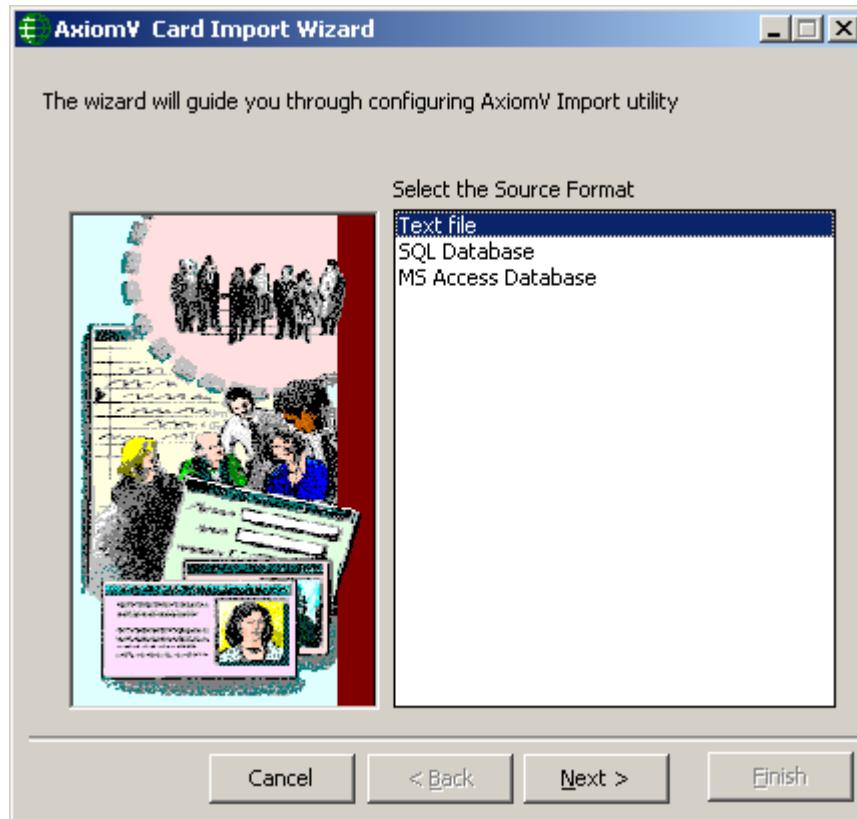 AxiomV Card Import Wizard
The wizard will guide you through configuring AxiomV Import utility
Select the Source Format
Text file
SQL Database
MS Access Database
Cancel
< Back
Next >
Finish